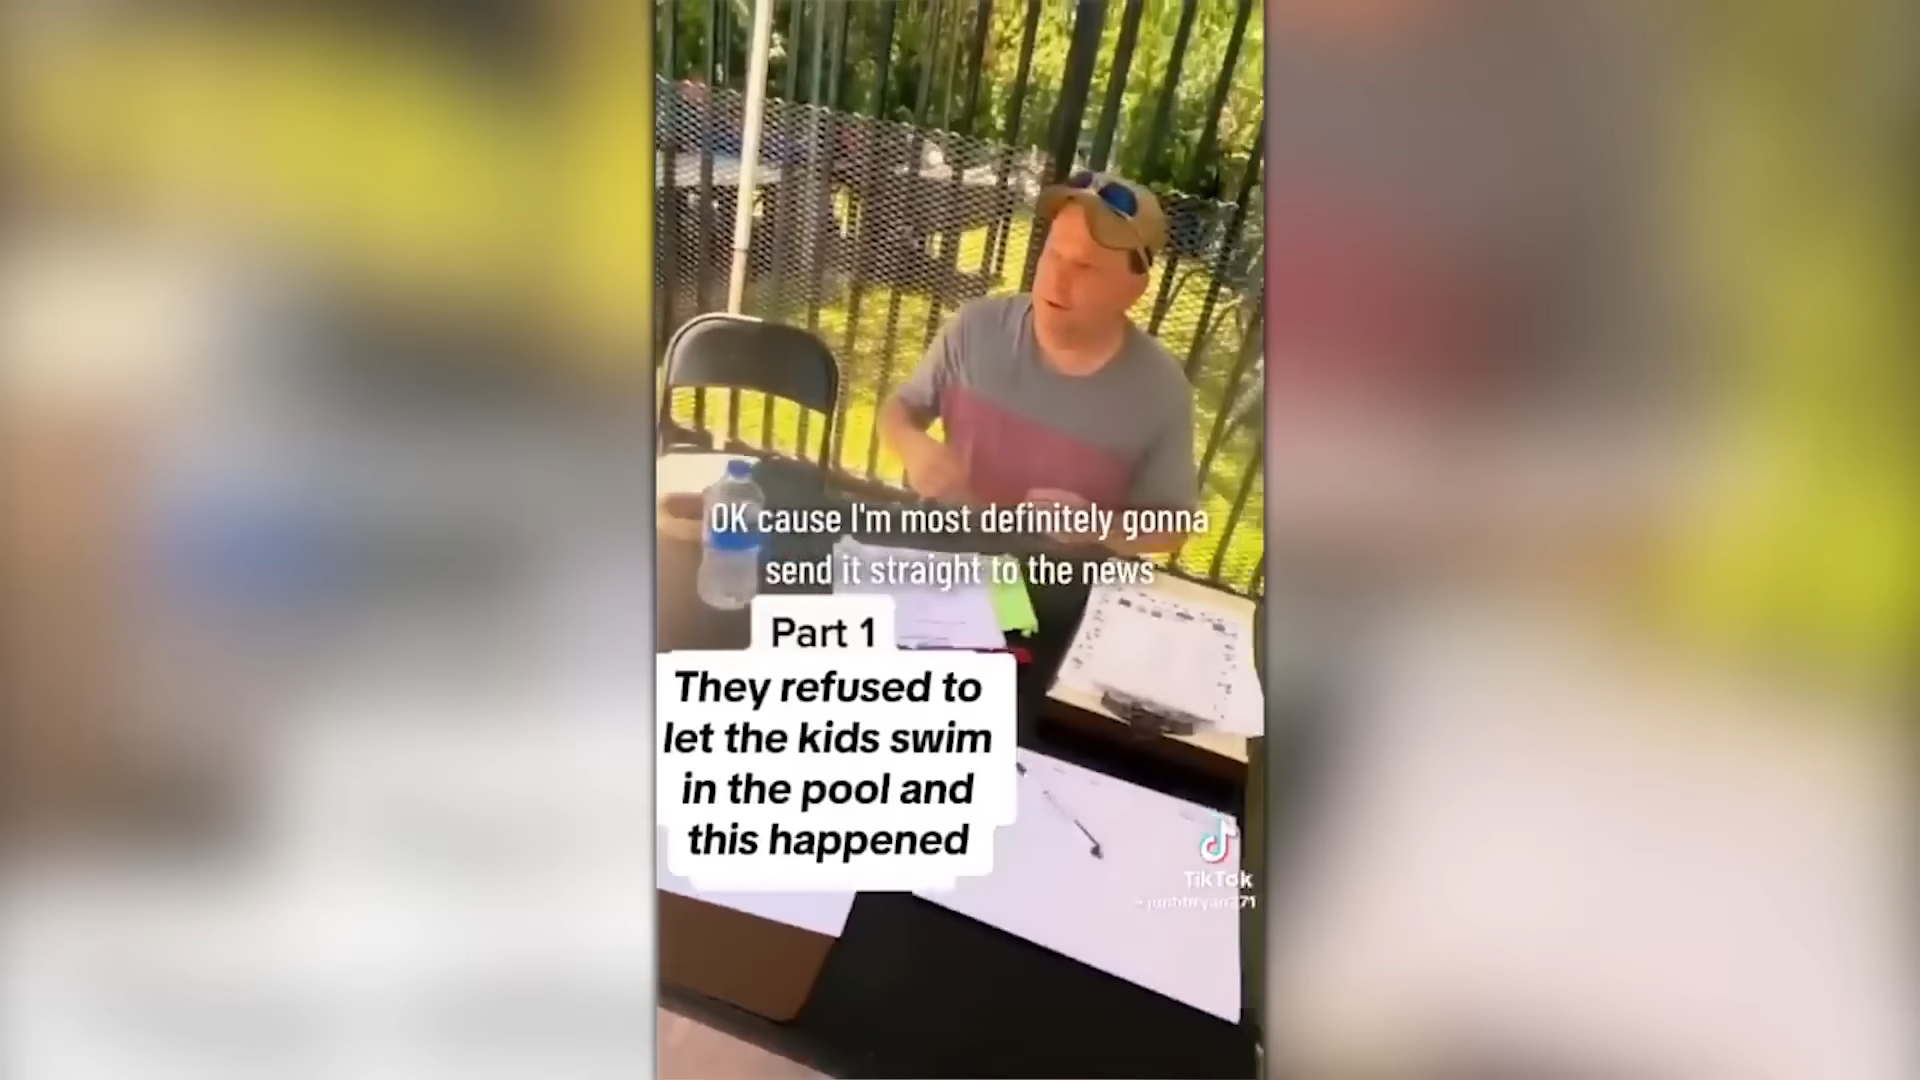 OK cause I'm most definitely gonna
send it straight to the news
Part 1
They refused to
let the kids swim
in the pool and
this happened
TikTok